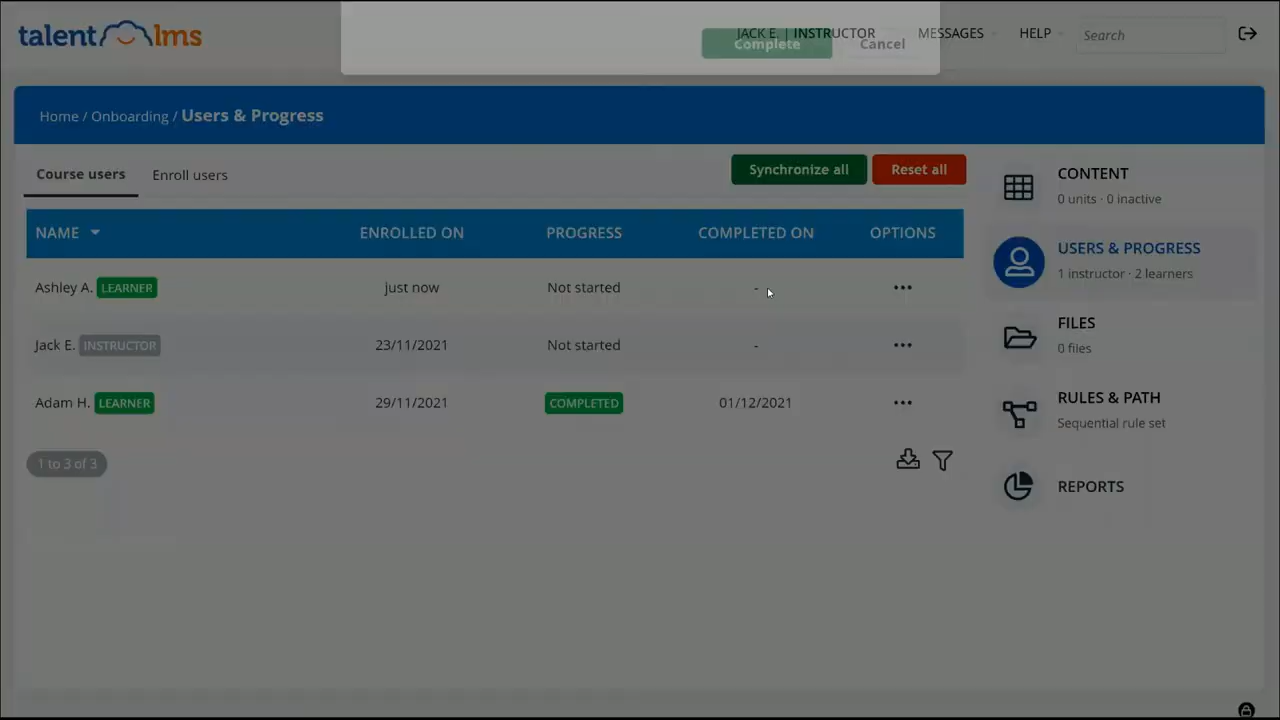 talent lms
JACK E. | INSTRUCTOR MESSAGES HELP Search
Complete Cancel
Home / Onboarding / Users & Progress
Course users Enroll users Synchronize all Reset all
NAME ENROLLED ON PROGRESS COMPLETED ON OPTIONS
Ashley A. LEARNER just now Not started -
Jack E. INSTRUCTOR 23/11/2021 Not started -
Adam H. LEARNER 29/11/2021 COMPLETED 01/12/2021
1 to 3 of 3
CONTENT
0 units · 0 inactive
USERS & PROGRESS
1 instructor · 2 learners
FILES
0 files
RULES & PATH
Sequential rule set
REPORTS